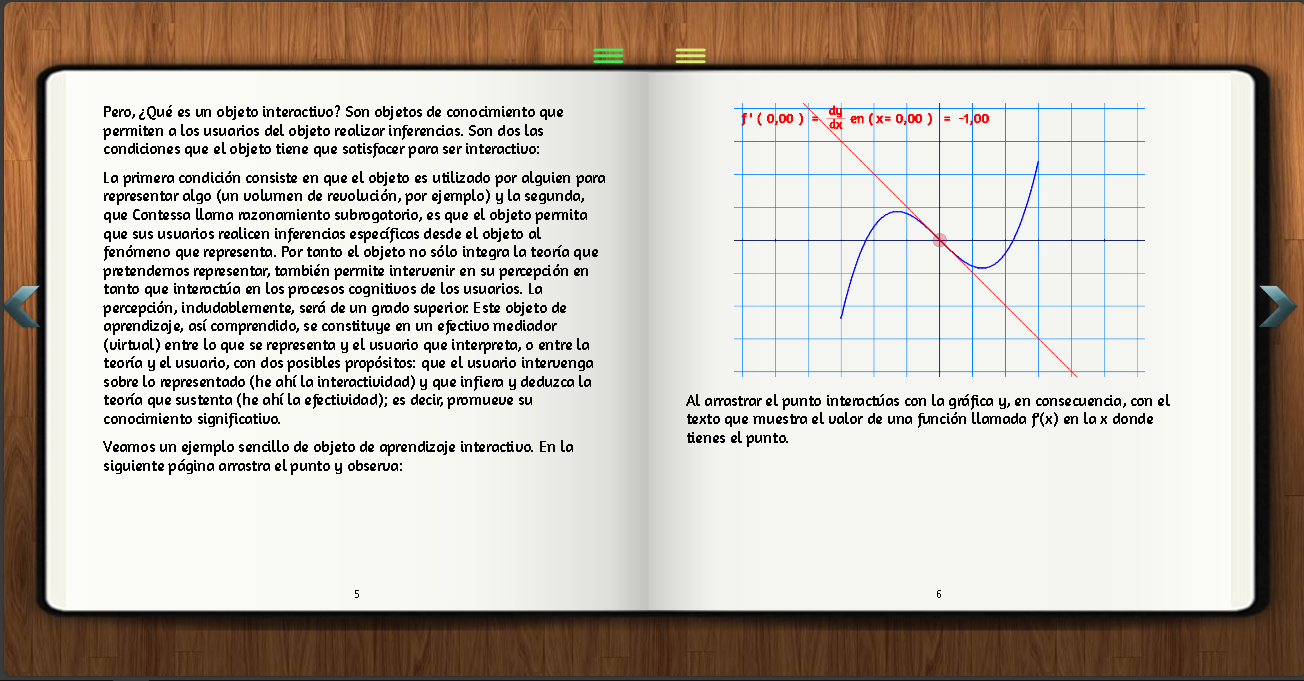 Pero, ¿Qué es un objeto interactivo? Son objetos de conocimiento que
permiten a los usuarios del objeto realizar inferencias. Son dos las
condiciones que el objeto tiene que satisfacer para ser interactivo:
La primera condición consiste en que el objeto es utilizado por alguien para
representar algo (un volumen de revolución, por ejemplo) y la segunda,
que Contessa llama razonamiento subrogatorio, es que el objeto permita
que sus usuarios realicen inferencias específicas desde el objeto al
fenómeno que representa. Por tanto el objeto no sólo integra la teoría que
pretendemos representar, también permite intervenir en su percepción en
tanto que interactúa en los procesos cognitivos de los usuarios. La
percepción, indudablemente, será de un grado superior. Este objeto de
aprendizaje, así comprendido, se constituye en un efectivo mediador
(virtual) entre lo que se representa y el usuario que interpreta, o entre la
teoría y el usuario, con dos posibles propósitos: que el usuario intervenga
sobre lo representado (he ahí la interactividad) y que infiera y deduzca la
teoría que sustenta (he ahí la efectividad); es decir, promueve su
conocimiento significativo.
Veamos un ejemplo sencillo de objeto de aprendizaje interactivo. En la
siguiente página arrastra el punto y observa:
5
f' ( 0,00 ) = dy/dx en ( x= 0,00 ) = -1,00
Al arrastrar el punto interactúas con la gráfica y, en consecuencia, con el
texto que muestra el valor de una función llamada f'(x) en la x donde
tienes el punto.
6